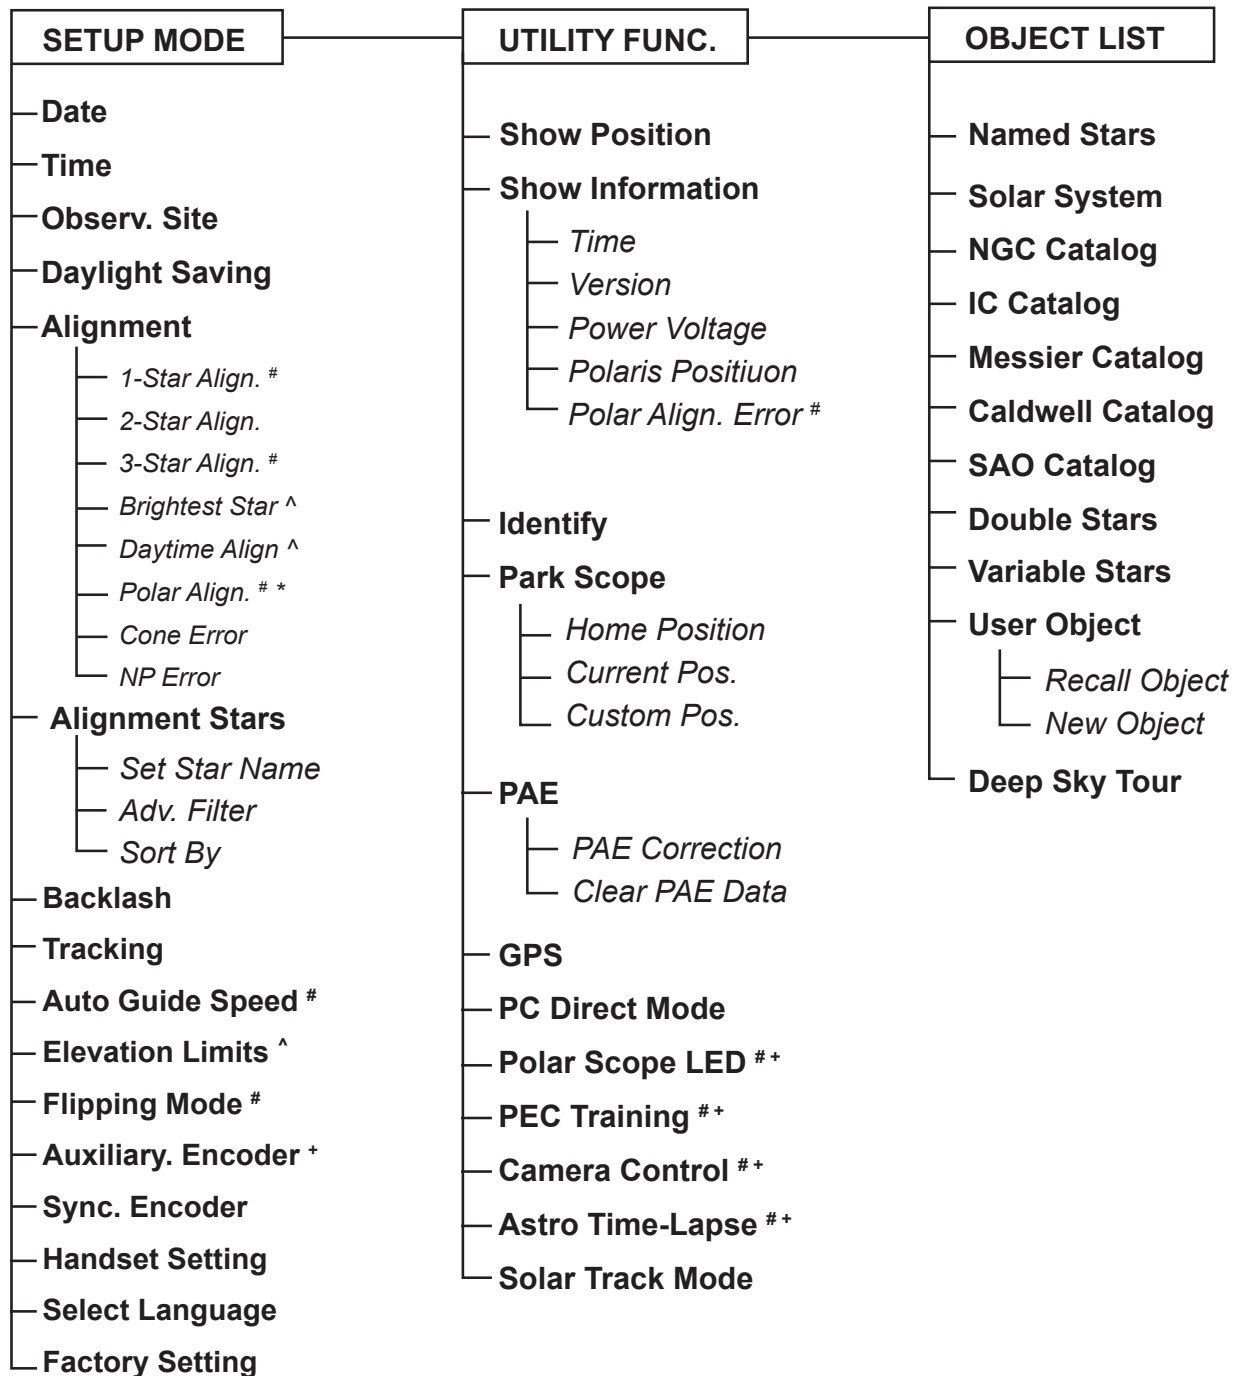 SETUP MODE
Date
Time
Observ. Site
Daylight Saving
Alignment
1-Star Align. #
2-Star Align.
3-Star Align. #
Brightest Star ^
Daytime Align ^
Polar Align. # *
Cone Error
NP Error
Alignment Stars
Set Star Name
Adv. Filter
Sort By
Backlash
Tracking
Auto Guide Speed #
Elevation Limits ^
Flipping Mode #
Auxiliary. Encoder +
Sync. Encoder
Handset Setting
Select Language
Factory Setting
UTILITY FUNC.
Show Position
Show Information
Time
Version
Power Voltage
Polaris Positiuon
Polar Align. Error #
Identify
Park Scope
Home Position
Current Pos.
Custom Pos.
PAE
PAE Correction
Clear PAE Data
GPS
PC Direct Mode
Polar Scope LED # +
PEC Training # +
Camera Control # +
Astro Time-Lapse # +
Solar Track Mode
OBJECT LIST
Named Stars
Solar System
NGC Catalog
IC Catalog
Messier Catalog
Caldwell Catalog
SAO Catalog
Double Stars
Variable Stars
User Object
Recall Object
New Object
Deep Sky Tour